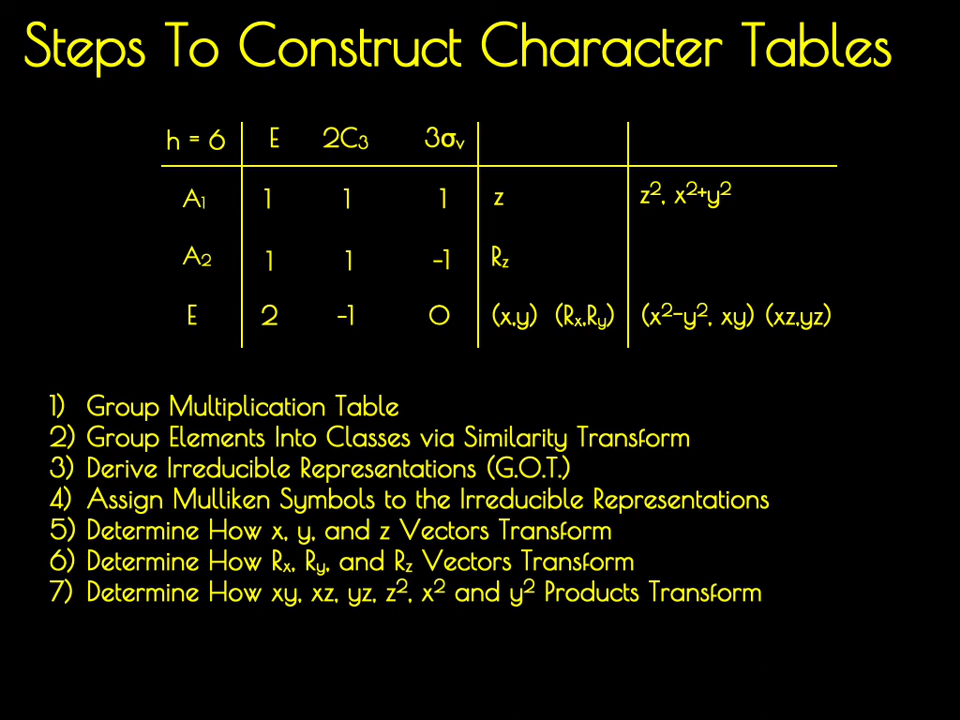 Steps To Construct Character Tables
h = 6 E 2C₃ 3σᵥ
A₁ 1 1 1 z z², x²+y²
A₂ 1 1 -1 R_z
E 2 -1 0 (x,y) (Rₓ,R_y) (x²-y², xy) (xz,yz)
1) Group Multiplication Table
2) Group Elements Into Classes via Similarity Transform
3) Derive Irreducible Representations (G.O.T.)
4) Assign Mulliken Symbols to the Irreducible Representations
5) Determine How x, y, and z Vectors Transform
6) Determine How Rₓ, R_y, and R_z Vectors Transform
7) Determine How xy, xz, yz, z², x² and y² Products Transform